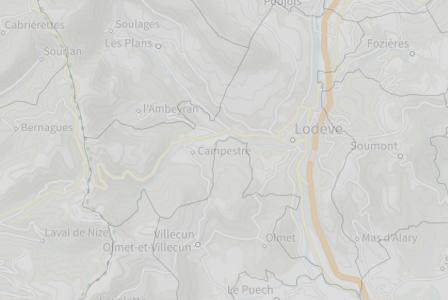 Poujols
Cabrierettes
Soulages
Les Plans
Fozières
Sourlan
l'Ambeyran
Bernagues
Lodève
Campestre
Soumont
Laval de Nize
Villecun
Olmet-et-Villecun
Olmet
Mas d'Alary
Le Puech